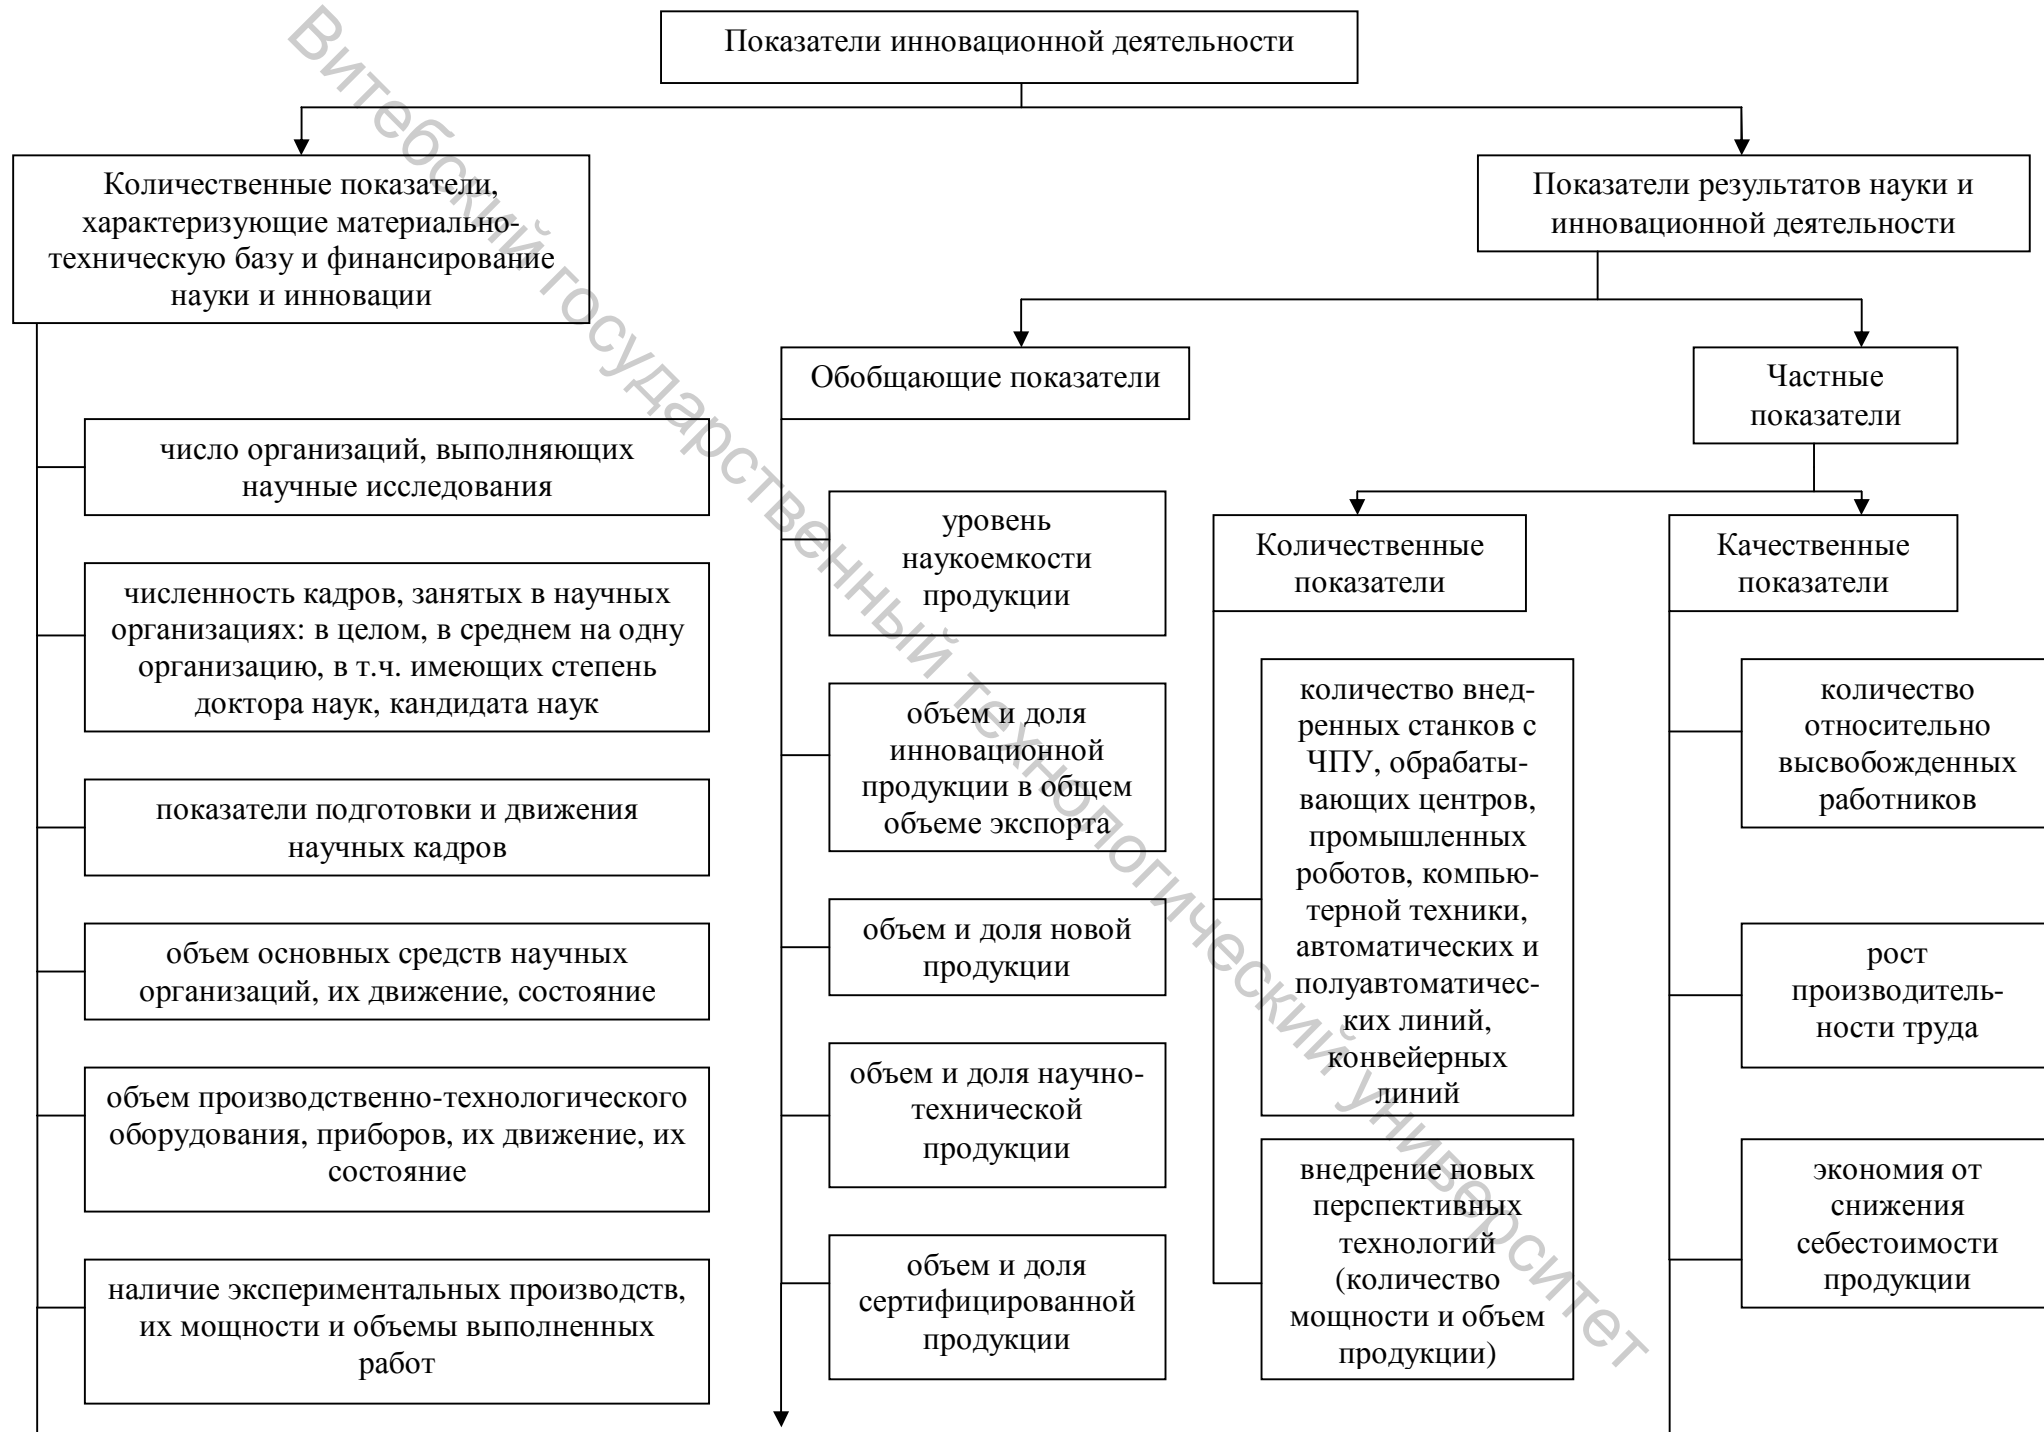 Показатели инновационной деятельности
Количественные показатели,
характеризующие материально-
техническую базу и финансирование
науки и инновации
число организаций, выполняющих
научные исследования
численность кадров, занятых в научных
организациях: в целом, в среднем на одну
организацию, в т.ч. имеющих степень
доктора наук, кандидата наук
показатели подготовки и движения
научных кадров
объем основных средств научных
организаций, их движение, состояние
объем производственно-технологического
оборудования, приборов, их движение, их
состояние
наличие экспериментальных производств,
их мощности и объемы выполненных
работ
Показатели результатов науки и
инновационной деятельности
Обобщающие показатели
уровень
наукоемкости
продукции
объем и доля
инновационной
продукции в общем
объеме экспорта
объем и доля новой
продукции
объем и доля научно-
технической
продукции
объем и доля
сертифицированной
продукции
Частные
показатели
Количественные
показатели
количество внед-
ренных станков с
ЧПУ, обрабаты-
вающих центров,
промышленных
роботов, компью-
терной техники,
автоматических и
полуавтоматичес-
ких линий,
конвейерных
линий
внедрение новых
перспективных
технологий
(количество
мощности и объем
продукции)
Качественные
показатели
количество
относительно
высвобожденных
работников
рост
производитель-
ности труда
экономия от
снижения
себестоимости
продукции
Витебский государственный технологический университет